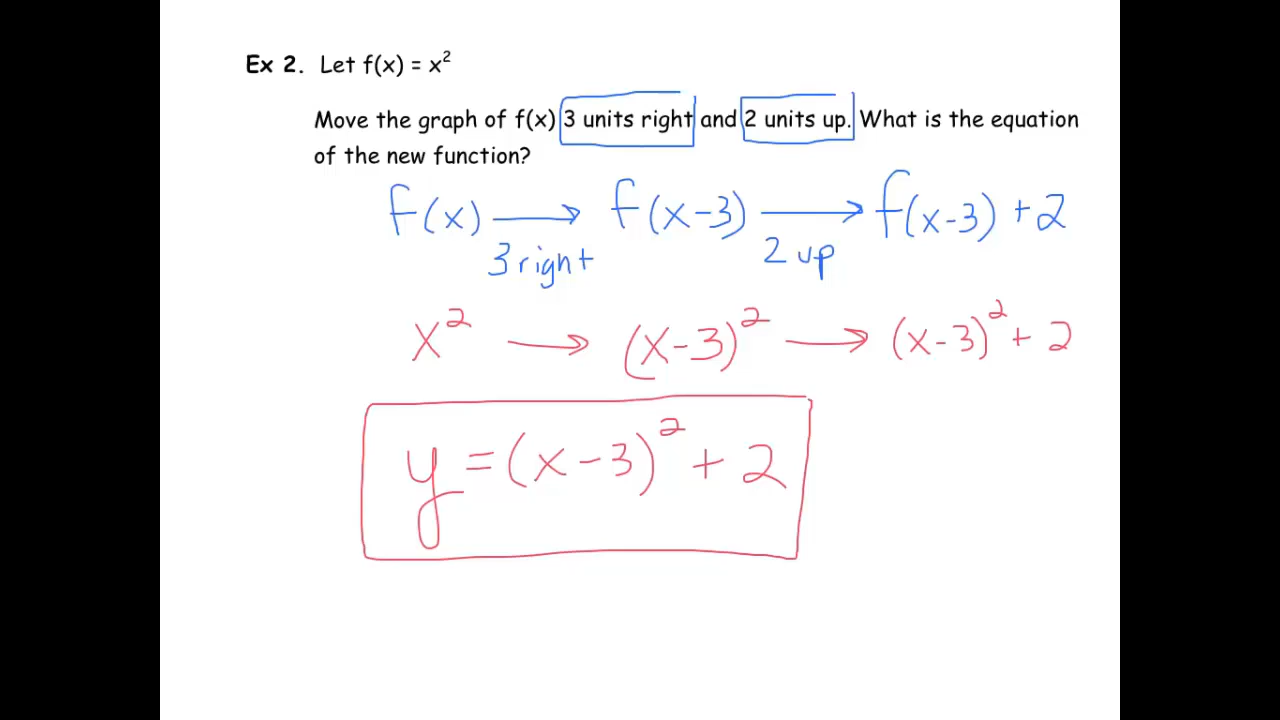 Ex 2. Let f(x) = x²
Move the graph of f(x) 3 units right and 2 units up. What is the equation
of the new function?
f(x) → f(x-3) → f(x-3) +2
3 right 2 up
x² → (x-3)² → (x-3)² + 2
y = (x-3)² + 2